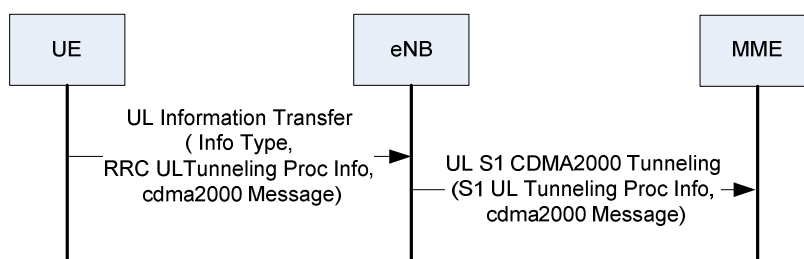 UE
eNB
MME
UL Information Transfer
( Info Type,
RRC ULTunneling Proc Info,
cdma2000 Message)
UL S1 CDMA2000 Tunneling
(S1 UL Tunneling Proc Info,
cdma2000 Message)